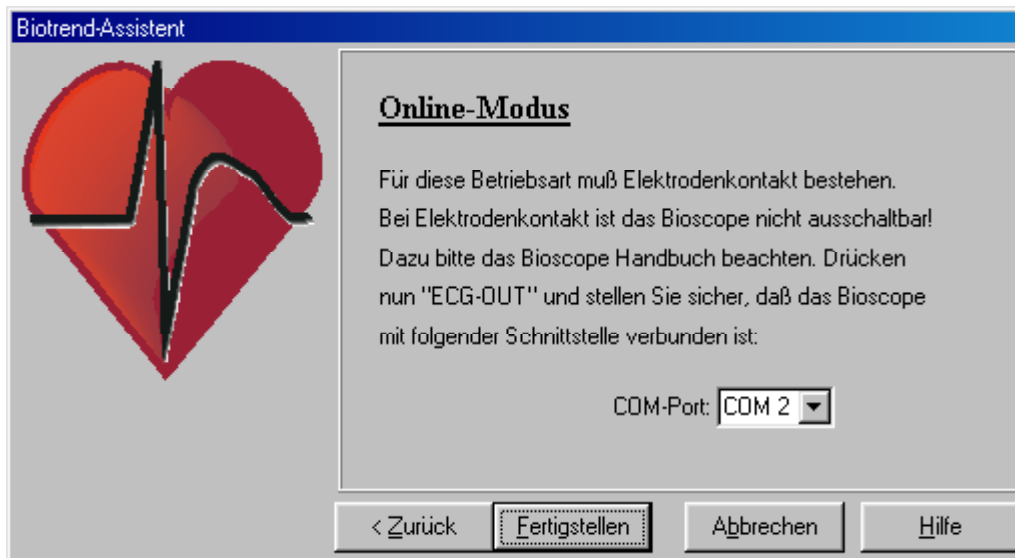 Biotrend-Assistent
Online-Modus
Für diese Betriebsart muß Elektrodenkontakt bestehen.
Bei Elektrodenkontakt ist das Bioscope nicht ausschaltbar!
Dazu bitte das Bioscope Handbuch beachten. Drücken
nun "ECG-OUT" und stellen Sie sicher, daß das Bioscope
mit folgender Schnittstelle verbunden ist:
COM-Port: COM 2
< Zurück Fertigstellen Abbrechen Hilfe